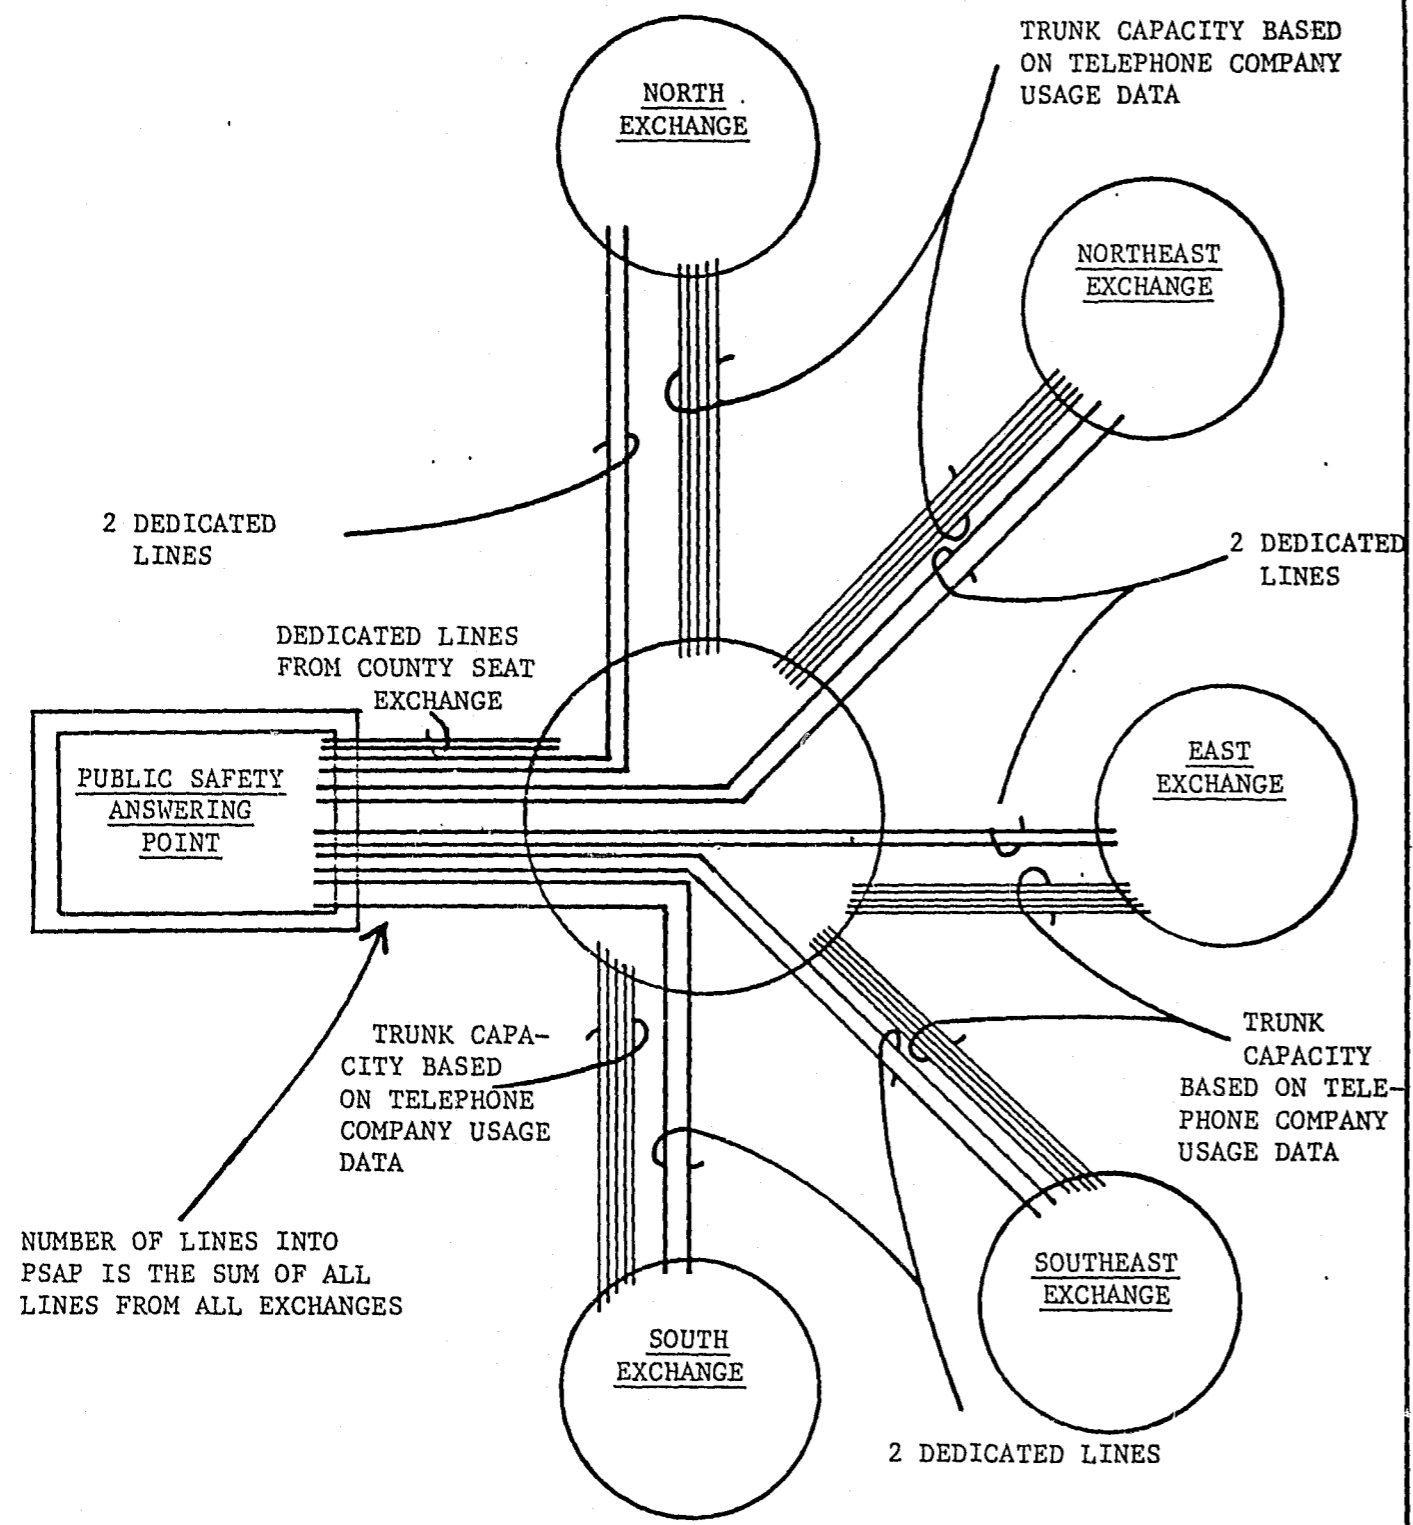 TRUNK CAPACITY BASED
ON TELEPHONE COMPANY
USAGE DATA
NORTH
EXCHANGE
NORTHEAST
EXCHANGE
2 DEDICATED
LINES
2 DEDICATED
LINES
DEDICATED LINES
FROM COUNTY SEAT
EXCHANGE
PUBLIC SAFETY
ANSWERING
POINT
EAST
EXCHANGE
TRUNK CAPA-
CITY BASED
ON TELEPHONE
COMPANY USAGE
DATA
TRUNK
CAPACITY
BASED ON TELE-
PHONE COMPANY
USAGE DATA
NUMBER OF LINES INTO
PSAP IS THE SUM OF ALL
LINES FROM ALL EXCHANGES
SOUTHEAST
EXCHANGE
SOUTH
EXCHANGE
2 DEDICATED LINES